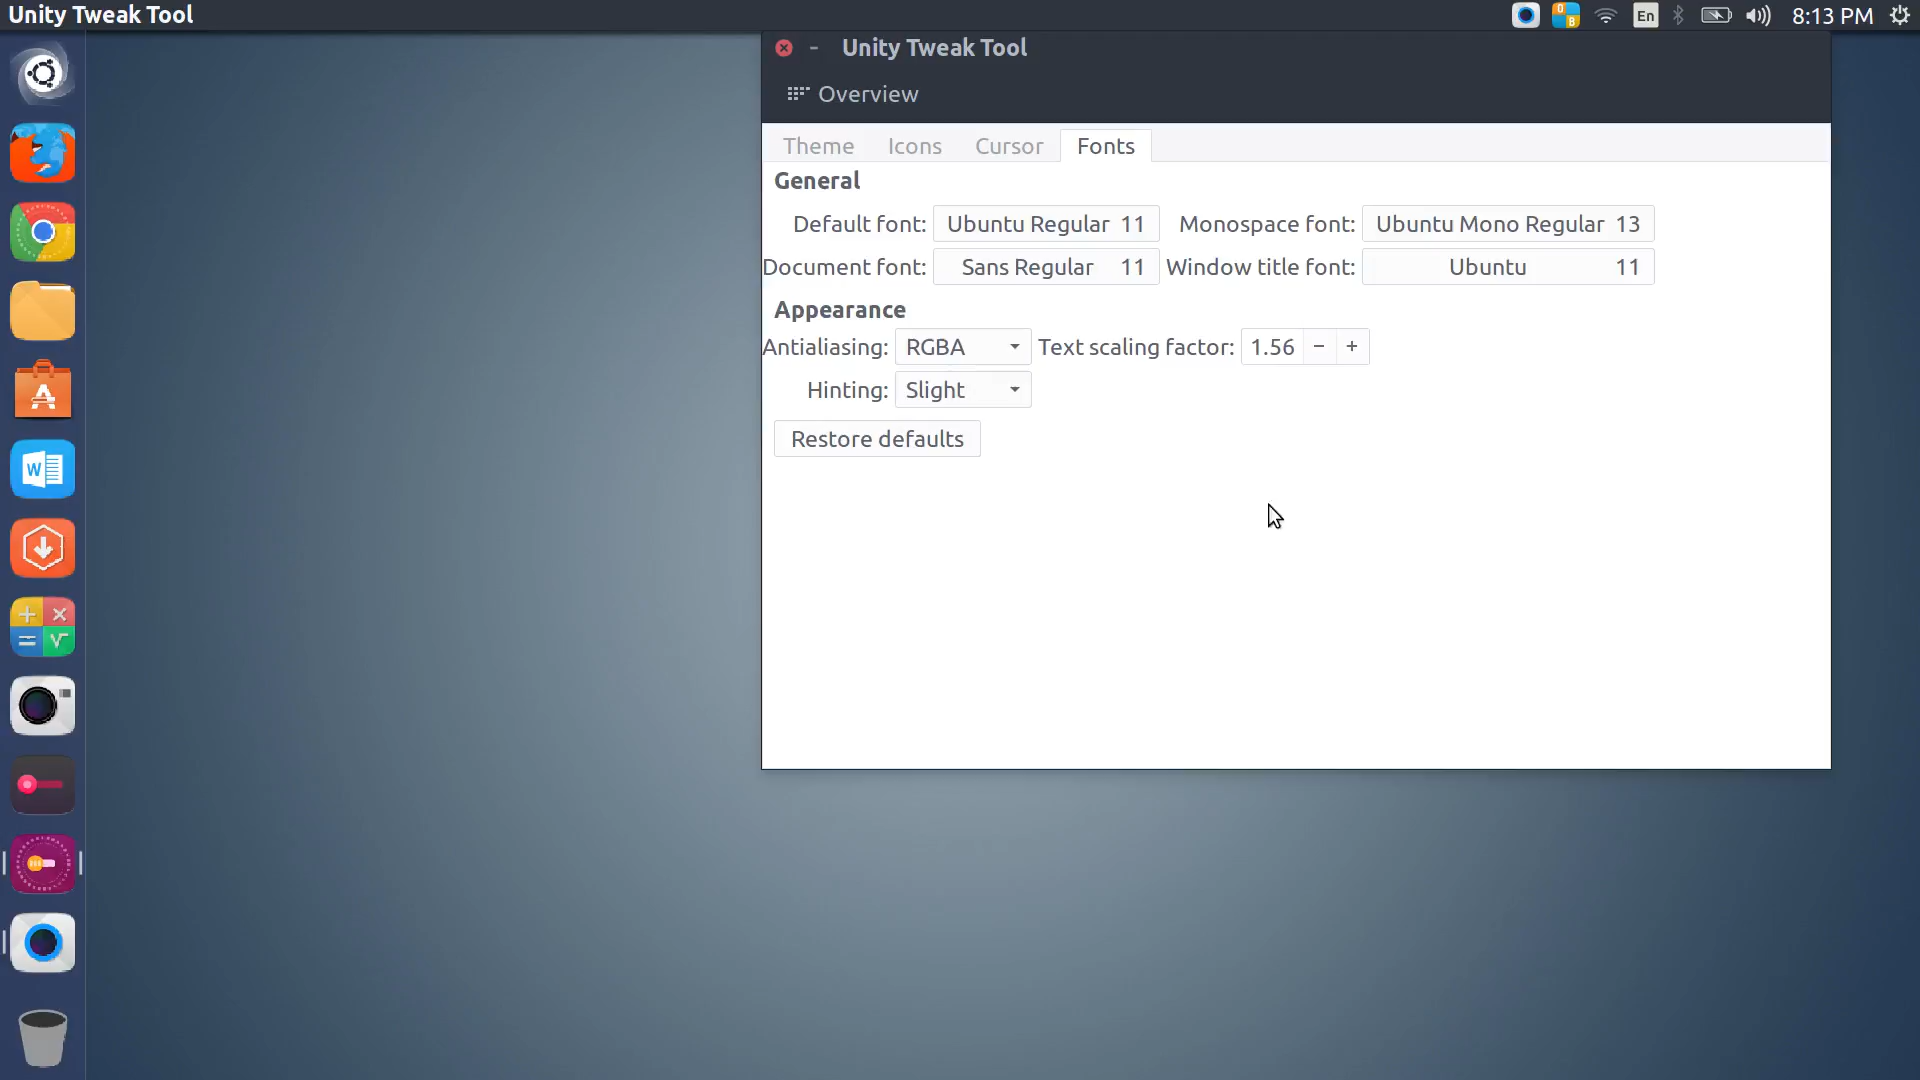 Unity Tweak Tool
En
8:13 PM
Unity Tweak Tool
Overview
Theme Icons Cursor Fonts
General
Default font: Ubuntu Regular 11 Monospace font: Ubuntu Mono Regular 13
Document font: Sans Regular 11 Window title font: Ubuntu 11
Appearance
Antialiasing: RGBA Text scaling factor: 1.56 − +
Hinting: Slight
Restore defaults
A
W